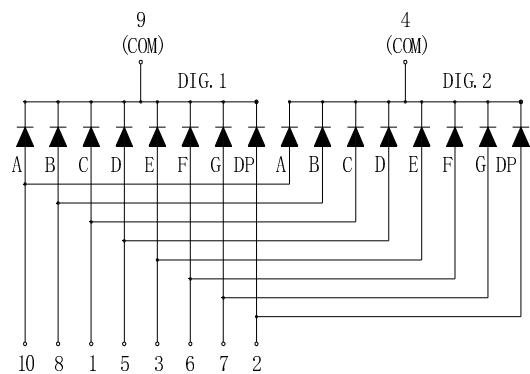 9 4
(COM) (COM)
DIG.1 DIG.2
A B C D E F G DP A B C D E F G DP
10 8 1 5 3 6 7 2